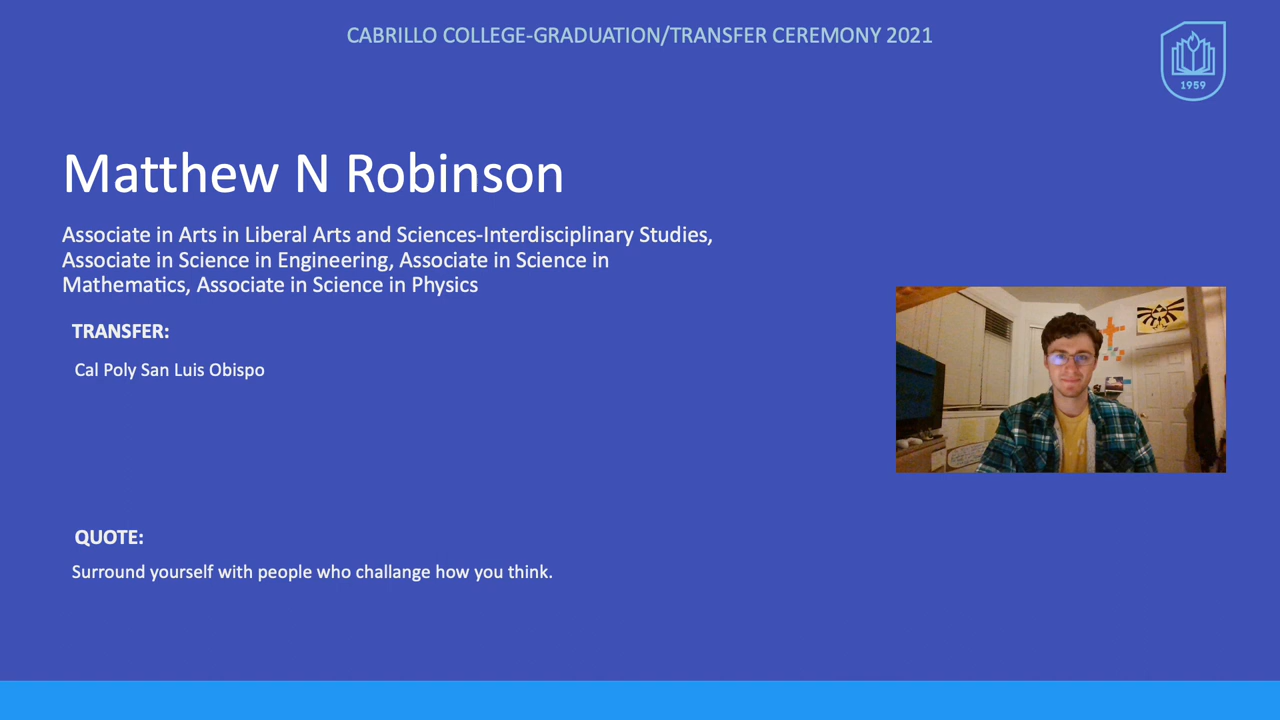 CABRILLO COLLEGE-GRADUATION/TRANSFER CEREMONY 2021
1959
Matthew N Robinson
Associate in Arts in Liberal Arts and Sciences-Interdisciplinary Studies,
Associate in Science in Engineering, Associate in Science in
Mathematics, Associate in Science in Physics
TRANSFER:
Cal Poly San Luis Obispo
QUOTE:
Surround yourself with people who challange how you think.